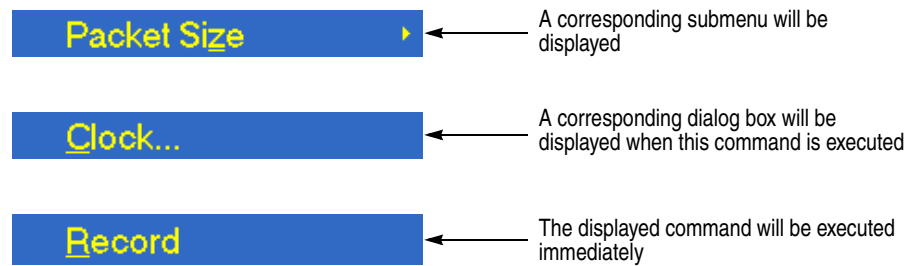 Packet Size
A corresponding submenu will be
displayed
Clock...
A corresponding dialog box will be
displayed when this command is executed
Record
The displayed command will be executed
immediately